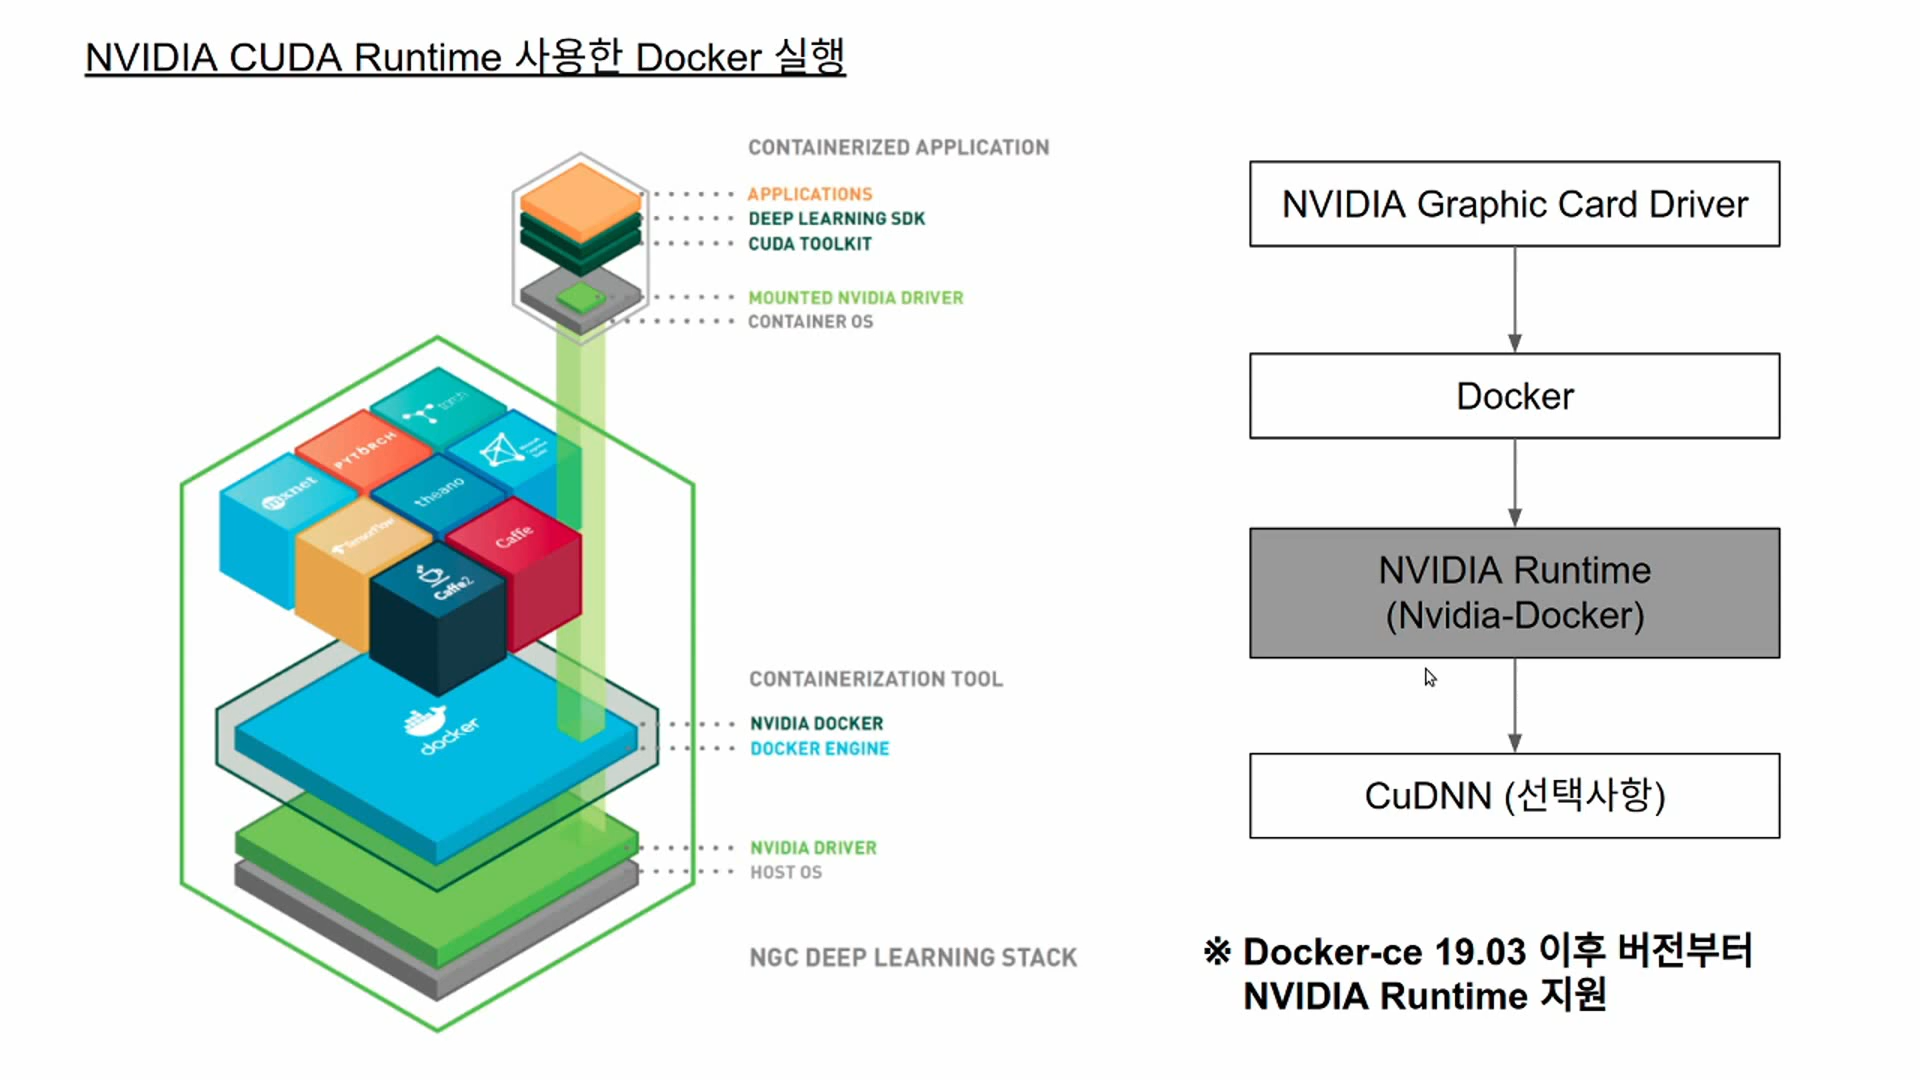 NVIDIA CUDA Runtime 사용한 Docker 실행
CONTAINERIZED APPLICATION
APPLICATIONS
DEEP LEARNING SDK
CUDA TOOLKIT
MOUNTED NVIDIA DRIVER
CONTAINER OS
torch
PYTORCH
mxnet
theano
Tensorflow
Caffe
Caffe2
docker
CONTAINERIZATION TOOL
NVIDIA DOCKER
DOCKER ENGINE
NVIDIA DRIVER
HOST OS
NGC DEEP LEARNING STACK
NVIDIA Graphic Card Driver
Docker
NVIDIA Runtime
(Nvidia-Docker)
CuDNN (선택사항)
※ Docker-ce 19.03 이후 버전부터
NVIDIA Runtime 지원